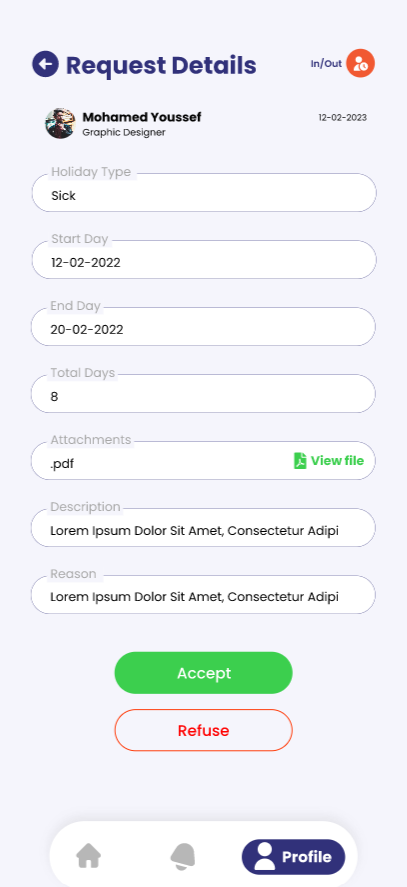 Request Details
In/Out
Mohamed Youssef
Graphic Designer
12-02-2023
Holiday Type
Sick
Start Day
12-02-2022
End Day
20-02-2022
Total Days
8
Attachments
.pdf
View file
Description
Lorem Ipsum Dolor Sit Amet, Consectetur Adipi
Reason
Lorem Ipsum Dolor Sit Amet, Consectetur Adipi
Accept
Refuse
Profile